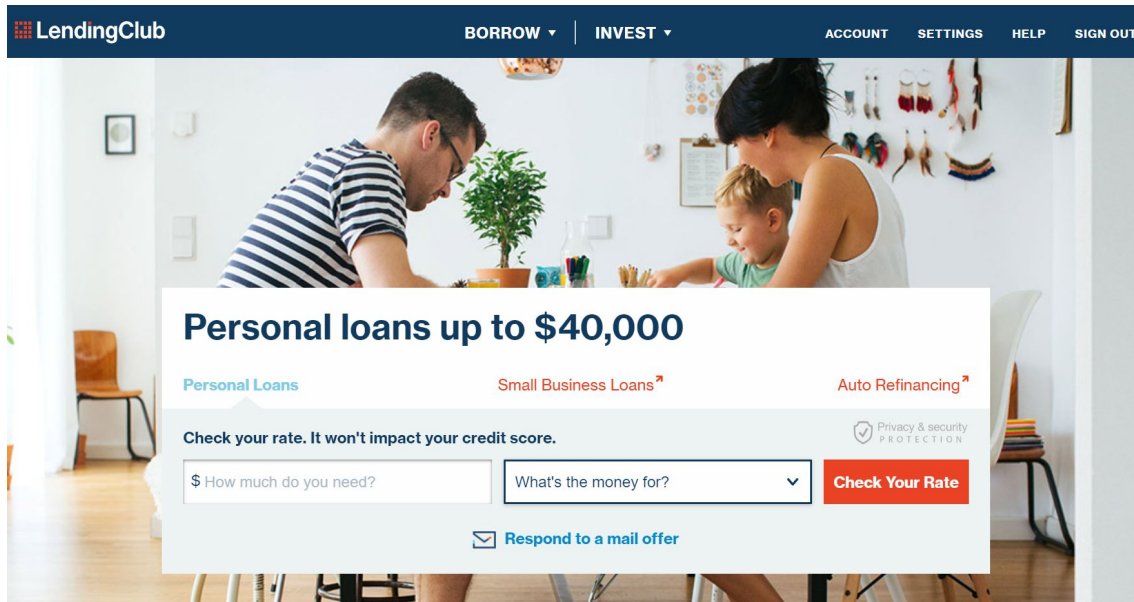 LendingClub
BORROW ▼ | INVEST ▼
ACCOUNT SETTINGS HELP SIGN OUT
Personal loans up to $40,000
Personal Loans
Small Business Loans
Auto Refinancing
Check your rate. It won't impact your credit score.
Privacy & security
PROTECTION
$ How much do you need?
What's the money for?
Check Your Rate
Respond to a mail offer